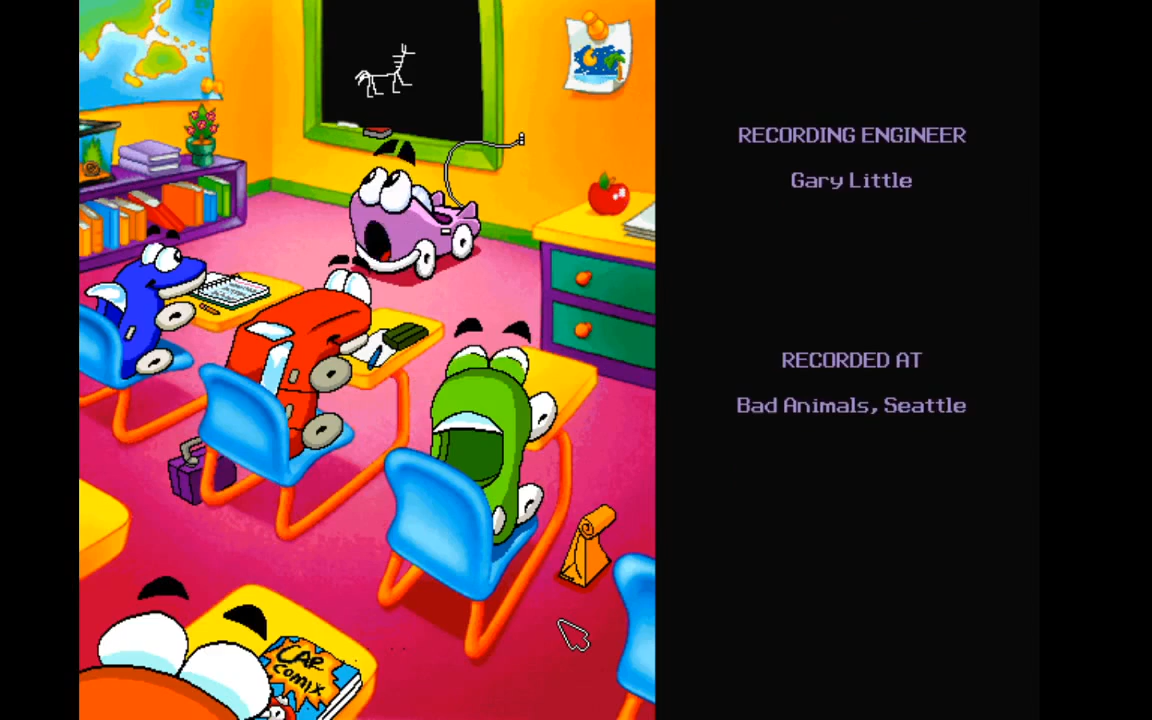 RECORDING ENGINEER
Gary Little
RECORDED AT
Bad Animals, Seattle
CAR
COMIX